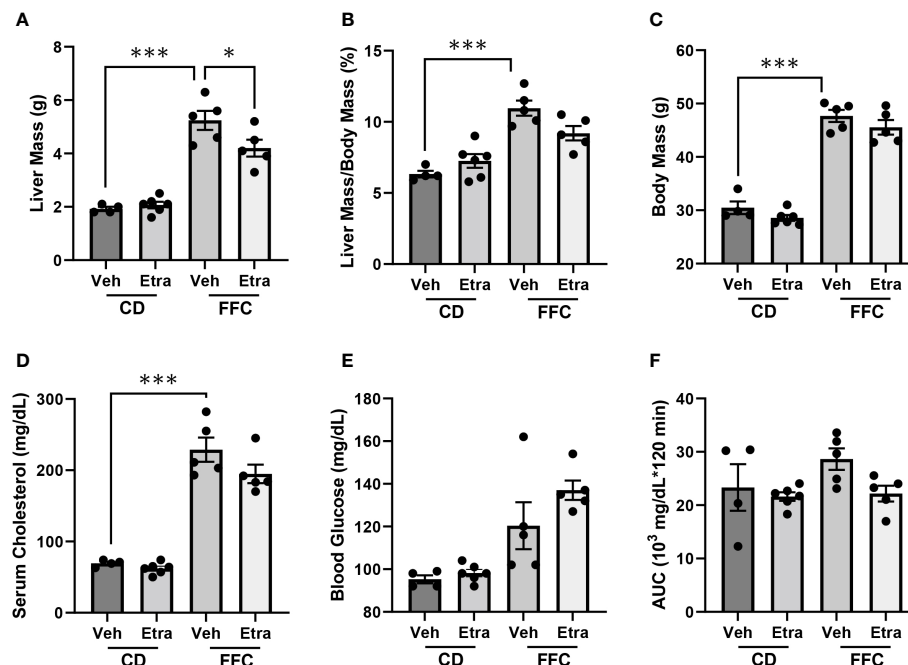 A
Liver Mass (g)
8
6
4
2
0
***
*
Veh Etra Veh Etra
CD FFC
B
Liver Mass/Body Mass (%)
15
10
5
0
***
Veh Etra Veh Etra
CD FFC
C
Body Mass (g)
60
50
40
30
20
***
Veh Etra Veh Etra
CD FFC
D
Serum Cholesterol (mg/dL)
300
200
100
0
***
Veh Etra Veh Etra
CD FFC
E
Blood Glucose (mg/dL)
180
160
140
120
100
80
Veh Etra Veh Etra
CD FFC
F
AUC (10³ mg/dL*120 min)
40
30
20
10
0
Veh Etra Veh Etra
CD FFC